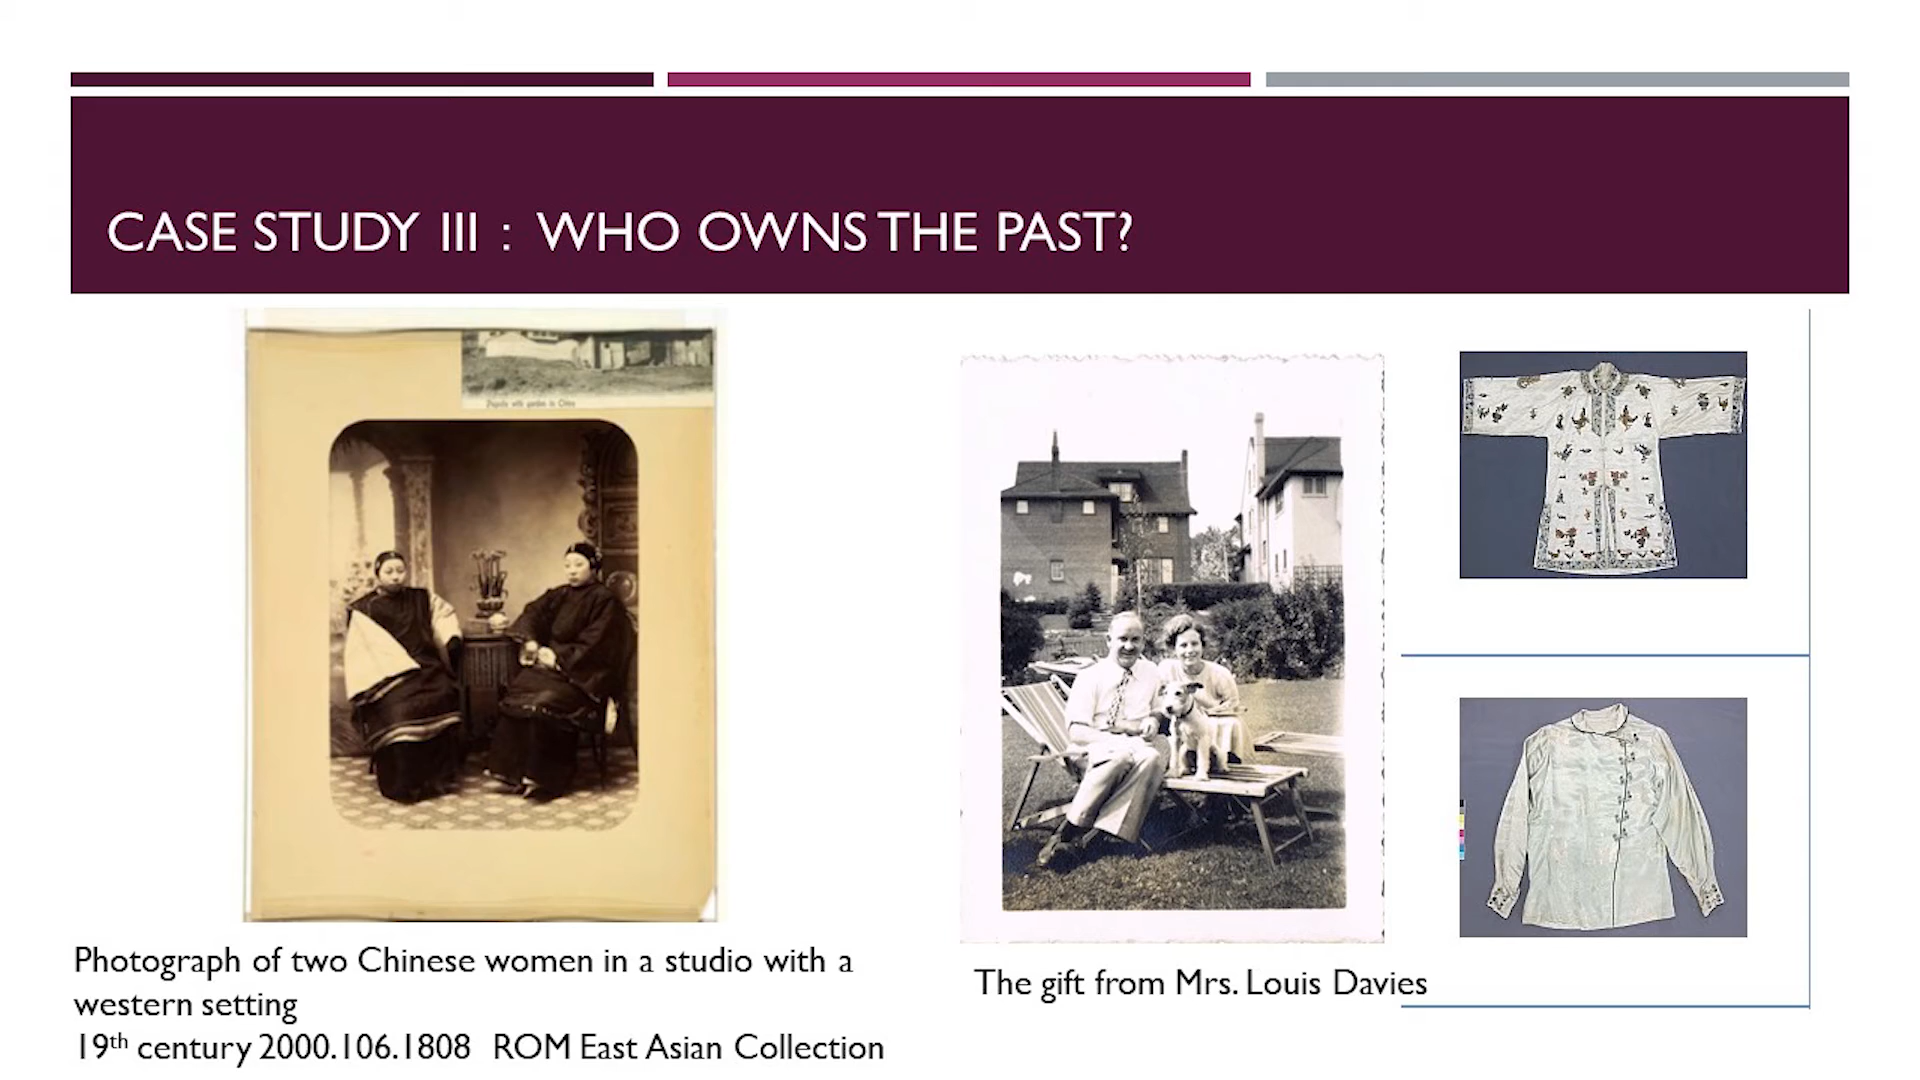 CASE STUDY III : WHO OWNS THE PAST?
Photograph of two Chinese women in a studio with a
western setting
19th century 2000.106.1808 ROM East Asian Collection
The gift from Mrs. Louis Davies